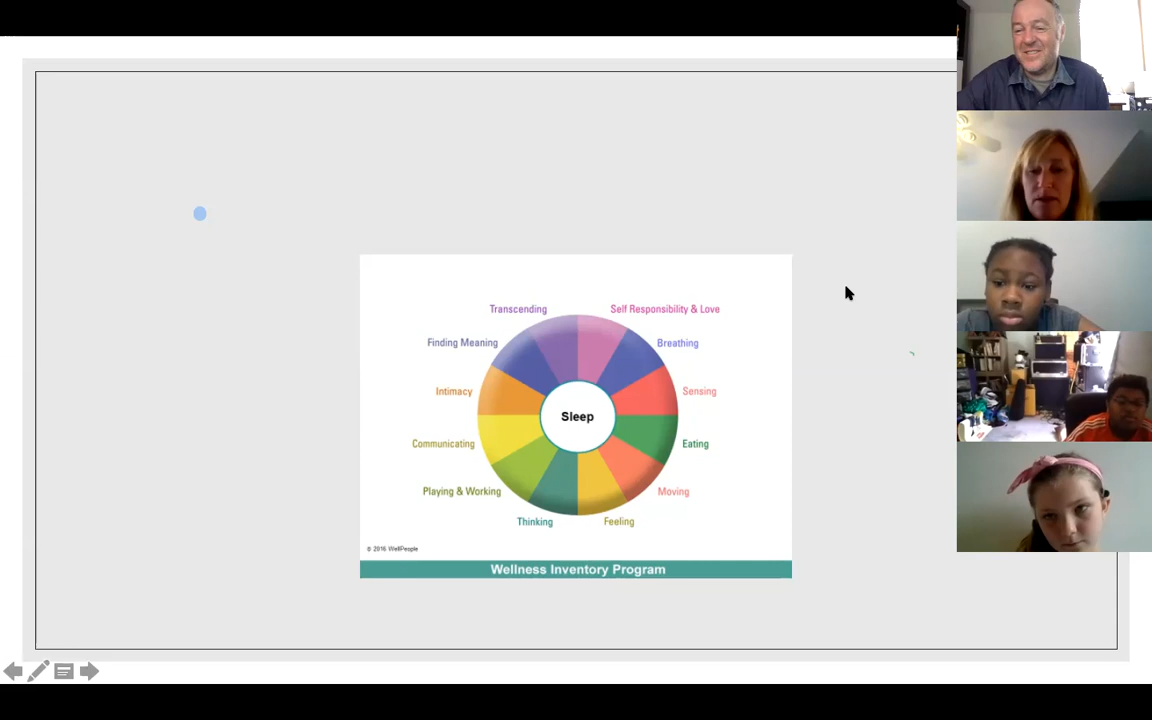 Transcending
Self Responsibility & Love
Finding Meaning
Breathing
Intimacy
Sensing
Sleep
Communicating
Eating
Playing & Working
Moving
Thinking
Feeling
© 2016 WellPeople
Wellness Inventory Program